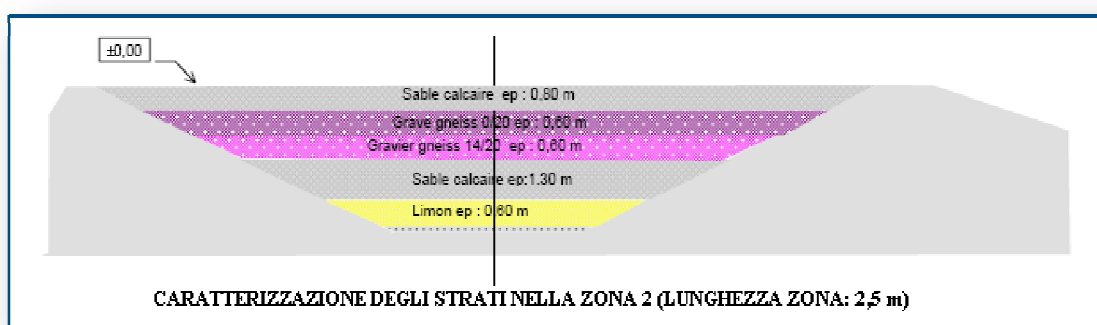 ±0,00
Sable calcaire ep : 0,80 m
Grave gneiss 0/20 ep : 0,60 m
Gravier gneiss 14/20 ep : 0,60 m
Sable calcaire ep:1.30 m
Limon ep : 0,60 m
CARATTERIZZAZIONE DEGLI STRATI NELLA ZONA 2 (LUNGHEZZA ZONA: 2,5 m)